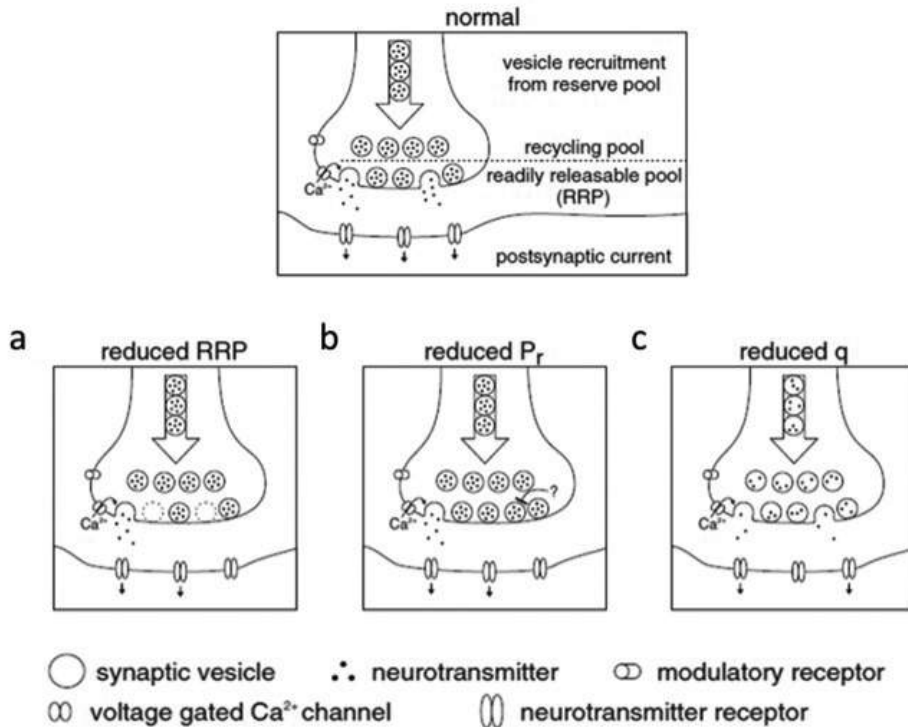 normal
vesicle recruitment
from reserve pool
recycling pool
readily releasable pool
(RRP)
Ca²⁺
postsynaptic current
a
reduced RRP
b
reduced Pᵣ
c
reduced q
Ca²⁺
?
Ca²⁺
Ca²⁺
synaptic vesicle
neurotransmitter
modulatory receptor
voltage gated Ca²⁺ channel
neurotransmitter receptor